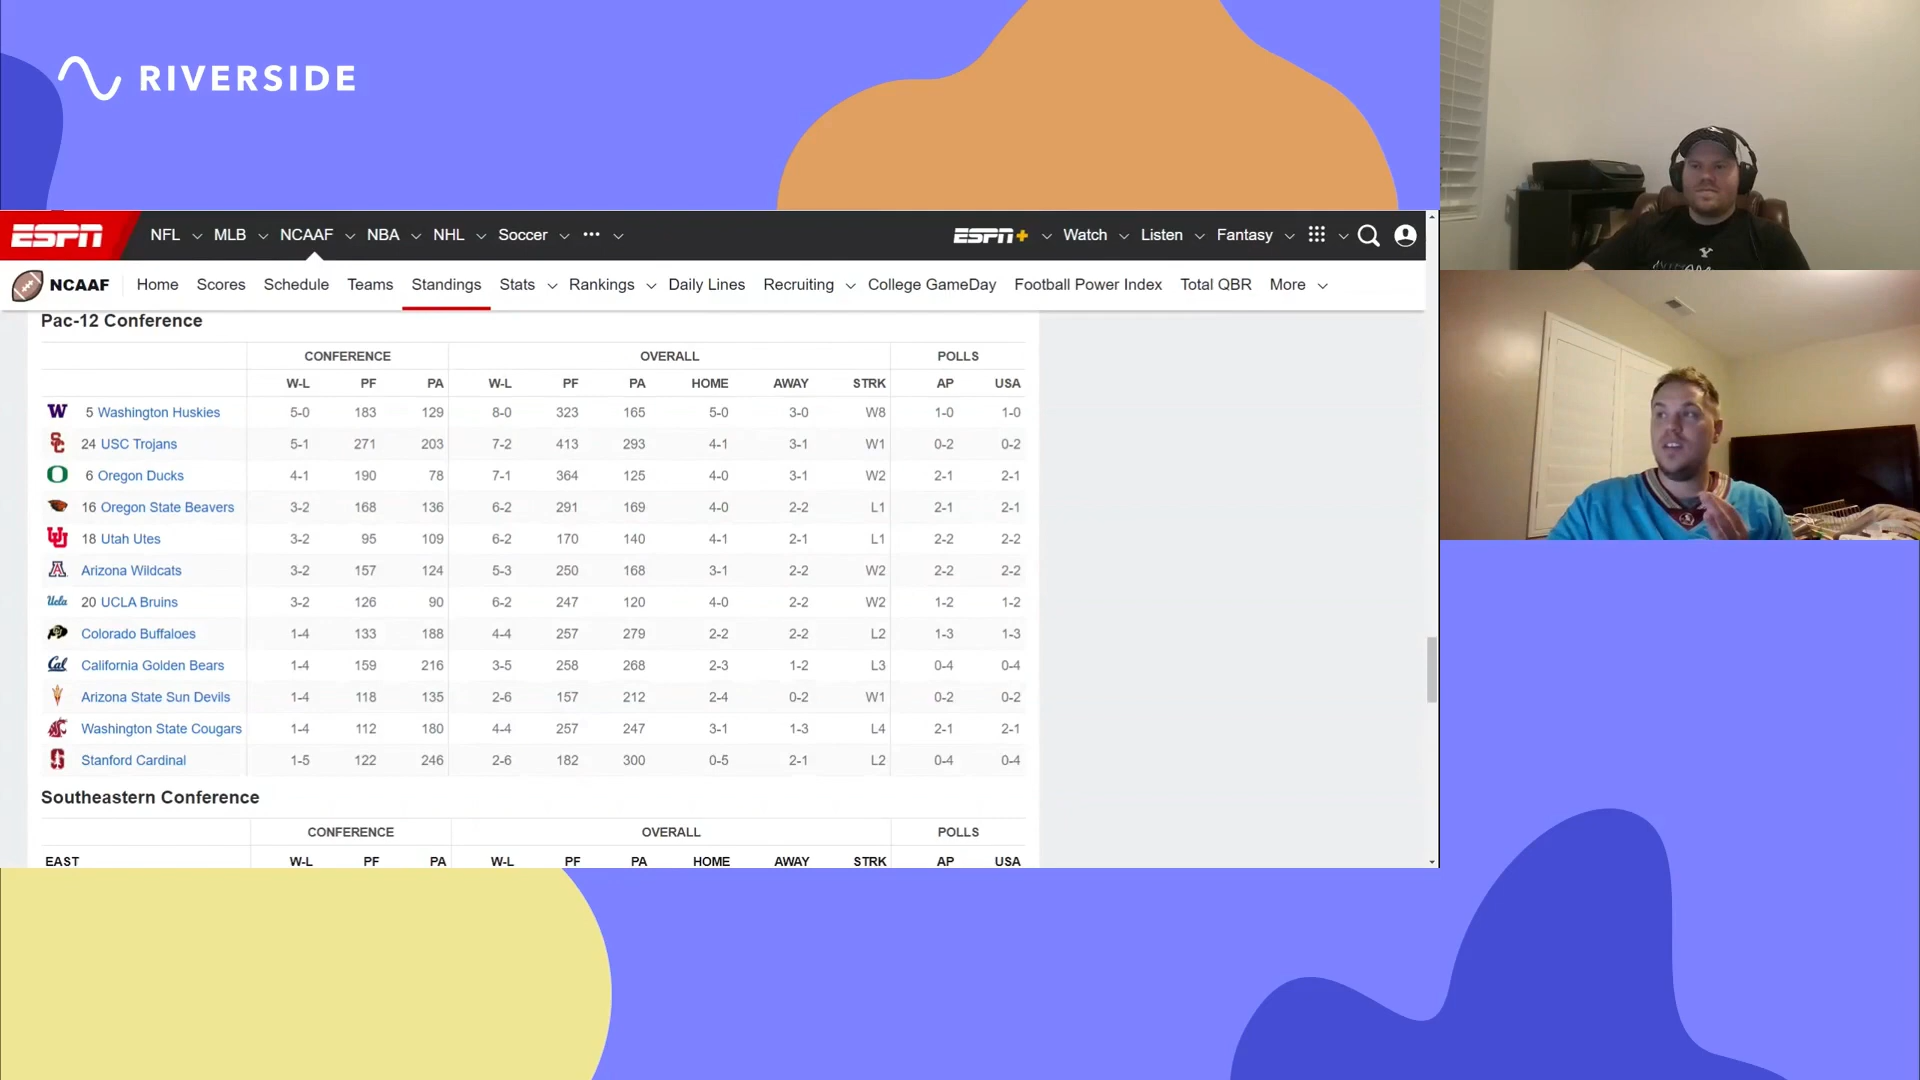 RIVERSIDE
ESPN NFL MLB NCAAF NBA NHL Soccer ••• ESPN+ Watch Listen Fantasy
NCAAF Home Scores Schedule Teams Standings Stats Rankings Daily Lines Recruiting College GameDay Football Power Index Total QBR More
Pac-12 Conference
CONFERENCE OVERALL POLLS
W-L PF PA W-L PF PA HOME AWAY STRK AP USA
W 5 Washington Huskies 5-0 183 129 8-0 323 165 5-0 3-0 W8 1-0 1-0
SC 24 USC Trojans 5-1 271 203 7-2 413 293 4-1 3-1 W1 0-2 0-2
O 6 Oregon Ducks 4-1 190 78 7-1 364 125 4-0 3-1 W2 2-1 2-1
16 Oregon State Beavers 3-2 168 136 6-2 291 169 4-0 2-2 L1 2-1 2-1
U 18 Utah Utes 3-2 95 109 6-2 170 140 4-1 2-1 L1 2-2 2-2
A Arizona Wildcats 3-2 157 124 5-3 250 168 3-1 2-2 W2 2-2 2-2
Ucla 20 UCLA Bruins 3-2 126 90 6-2 247 120 4-0 2-2 W2 1-2 1-2
Colorado Buffaloes 1-4 133 188 4-4 257 279 2-2 2-2 L2 1-3 1-3
Cal California Golden Bears 1-4 159 216 3-5 258 268 2-3 1-2 L3 0-4 0-4
Arizona State Sun Devils 1-4 118 135 2-6 157 212 2-4 0-2 W1 0-2 0-2
Washington State Cougars 1-4 112 180 4-4 257 247 3-1 1-3 L4 2-1 2-1
S Stanford Cardinal 1-5 122 246 2-6 182 300 0-5 2-1 L2 0-4 0-4
Southeastern Conference
CONFERENCE OVERALL POLLS
EAST W-L PF PA W-L PF PA HOME AWAY STRK AP USA
Y